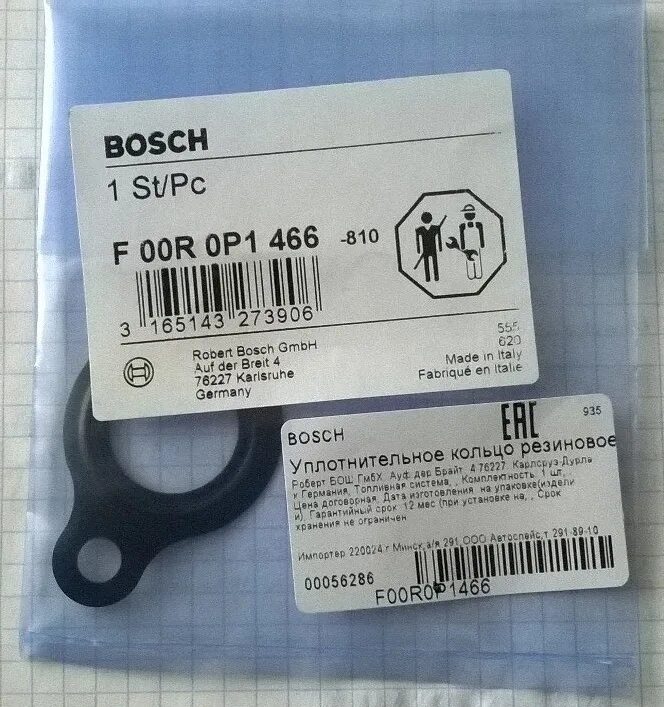 BOSCH
1 St/Pc
F 00R 0P1 466 -810
3 165143 273906
Robert Bosch GmbH
Auf der Breit 4
76227 Karlsruhe
Germany
555
620
Made in Italy
Fabriqué en Italie
BOSCH
EAC
935
Уплотнительное кольцо резиновое
Роберт БОШ ГмбХ. Ауф дер Брайт, 4 76227, Карлсруэ-Дурла
х Германия, Топливная система, , Комплектность 1 шт.,
Цена договорная, Дата изготовления на упаковке(издели
и), Гарантийный срок 12 мес (при установке на, , Срок
хранения не ограничен
Импортер 220024 г Минск,а/я 291,ООО Автоспейс,т 291-89-10
00056286
F00R0P1466